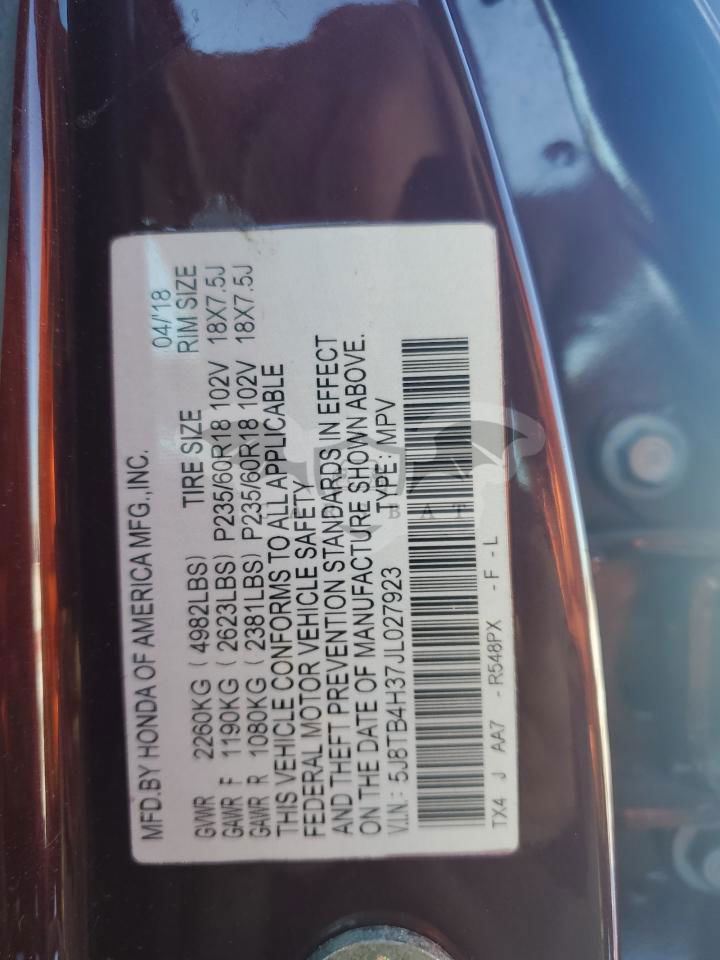 MFD.BY HONDA OF AMERICA MFG.,INC. 04/'18
TIRE SIZE RIM SIZE
GVWR 2260KG ( 4982LBS)
GAWR F 1190KG ( 2623LBS) P235/60R18 102V 18X7.5J
GAWR R 1080KG ( 2381LBS) P235/60R18 102V 18X7.5J
THIS VEHICLE CONFORMS TO ALL APPLICABLE
FEDERAL MOTOR VEHICLE SAFETY
AND THEFT PREVENTION STANDARDS IN EFFECT
ON THE DATE OF MANUFACTURE SHOWN ABOVE.
V.I.N.: 5J8TB4H37JL027923 TYPE: MPV
TX4 J AA7 - R548PX - F - L